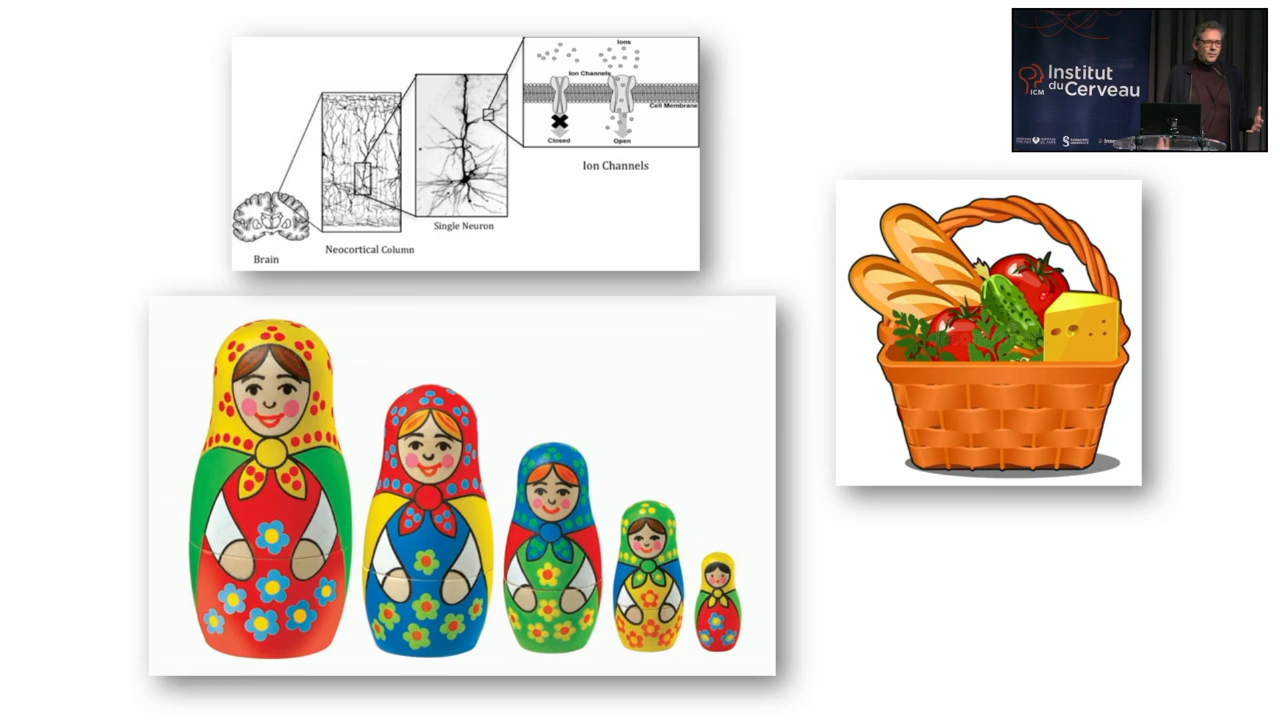 Ions
Ion Channels
Cell Membrane
Closed
Open
Ion Channels
Single Neuron
Neocortical Column
Brain
Institut
du Cerveau
ICM